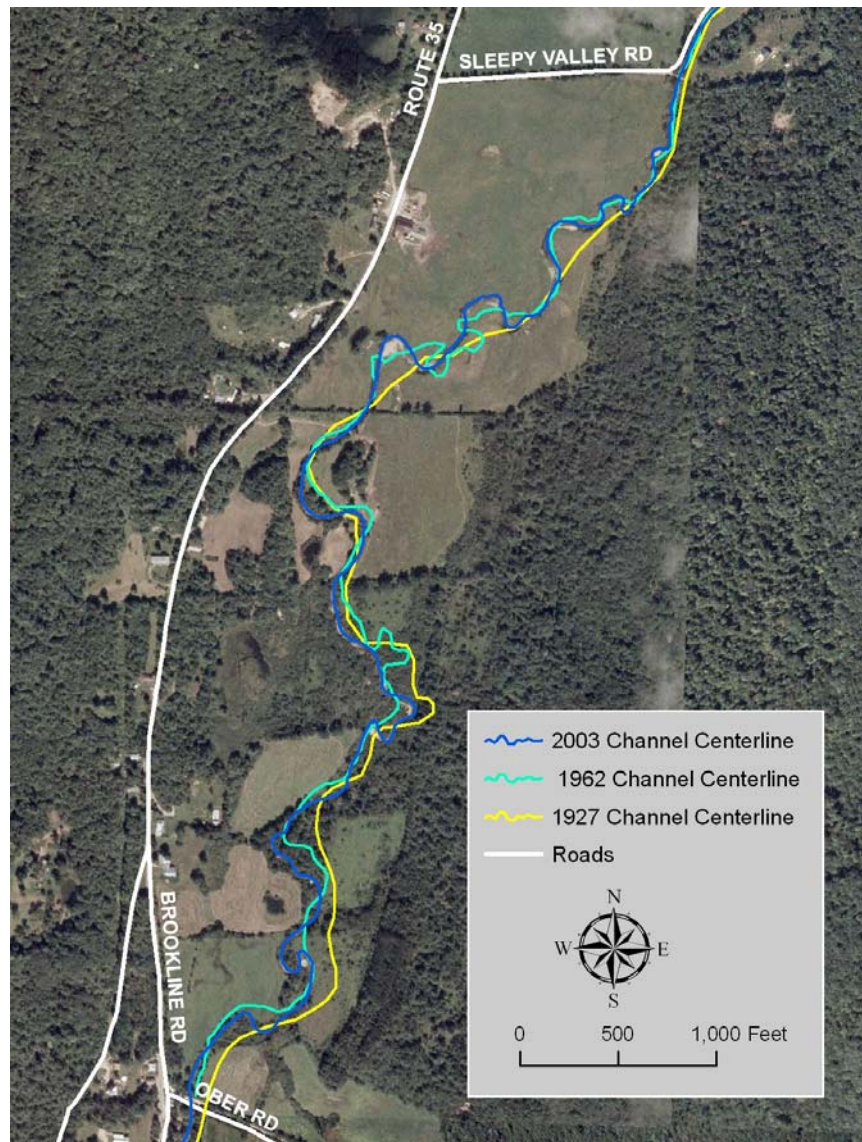 ROUTE 35
SLEEPY VALLEY RD
2003 Channel Centerline
1962 Channel Centerline
1927 Channel Centerline
Roads
N
W E
S
0 500 1,000 Feet
BROOKLINE RD
OBER RD